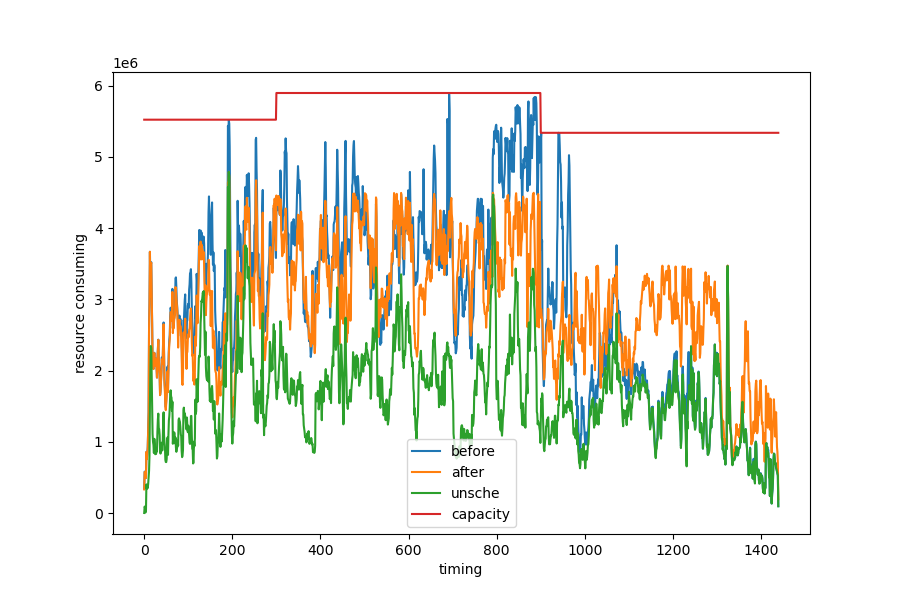 1e6
6
5
4
3
2
1
0
resource consuming
before
after
unsche
capacity
0 200 400 600 800 1000 1200 1400
timing